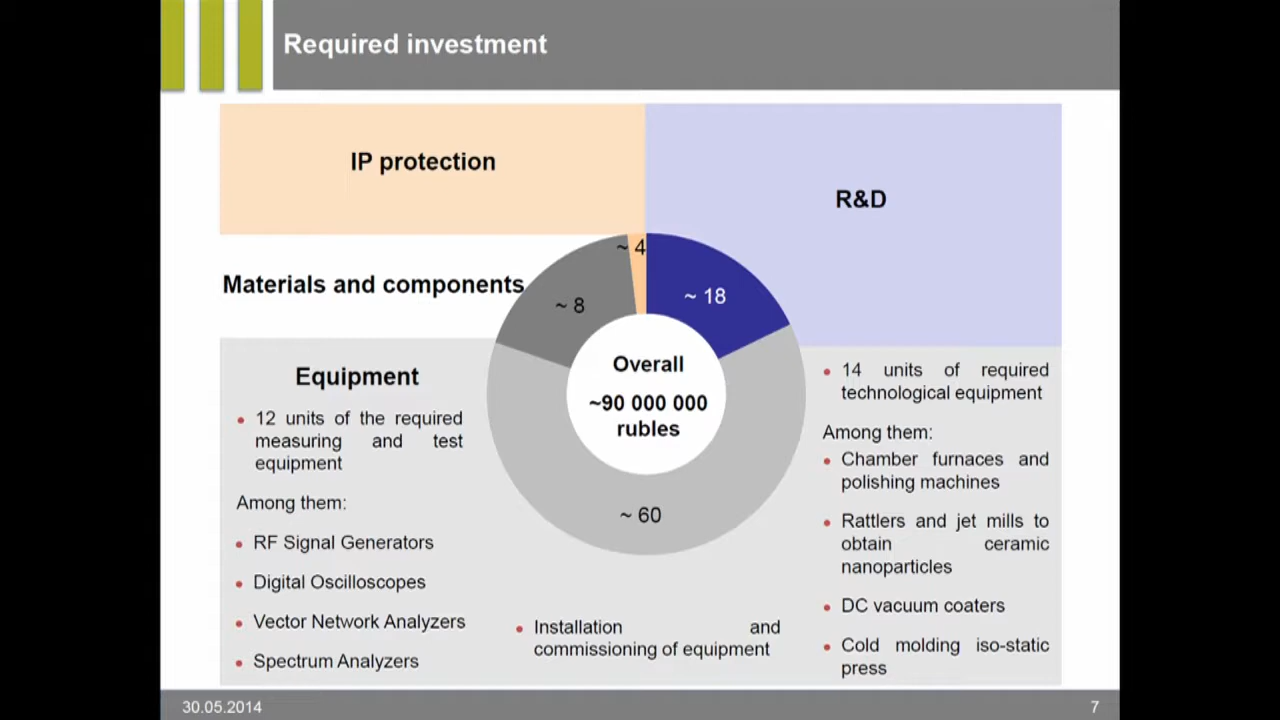 Required investment
IP protection
R&D
~ 4
Materials and components
~ 8
~ 18
Overall
~90 000 000
rubles
~ 60
Equipment
• 12 units of the required
measuring and test
equipment
Among them:
• RF Signal Generators
• Digital Oscilloscopes
• Vector Network Analyzers
• Spectrum Analyzers
• Installation and
commissioning of equipment
• 14 units of required
technological equipment
Among them:
• Chamber furnaces and
polishing machines
• Rattlers and jet mills to
obtain ceramic
nanoparticles
• DC vacuum coaters
• Cold molding iso-static
press
30.05.2014
7